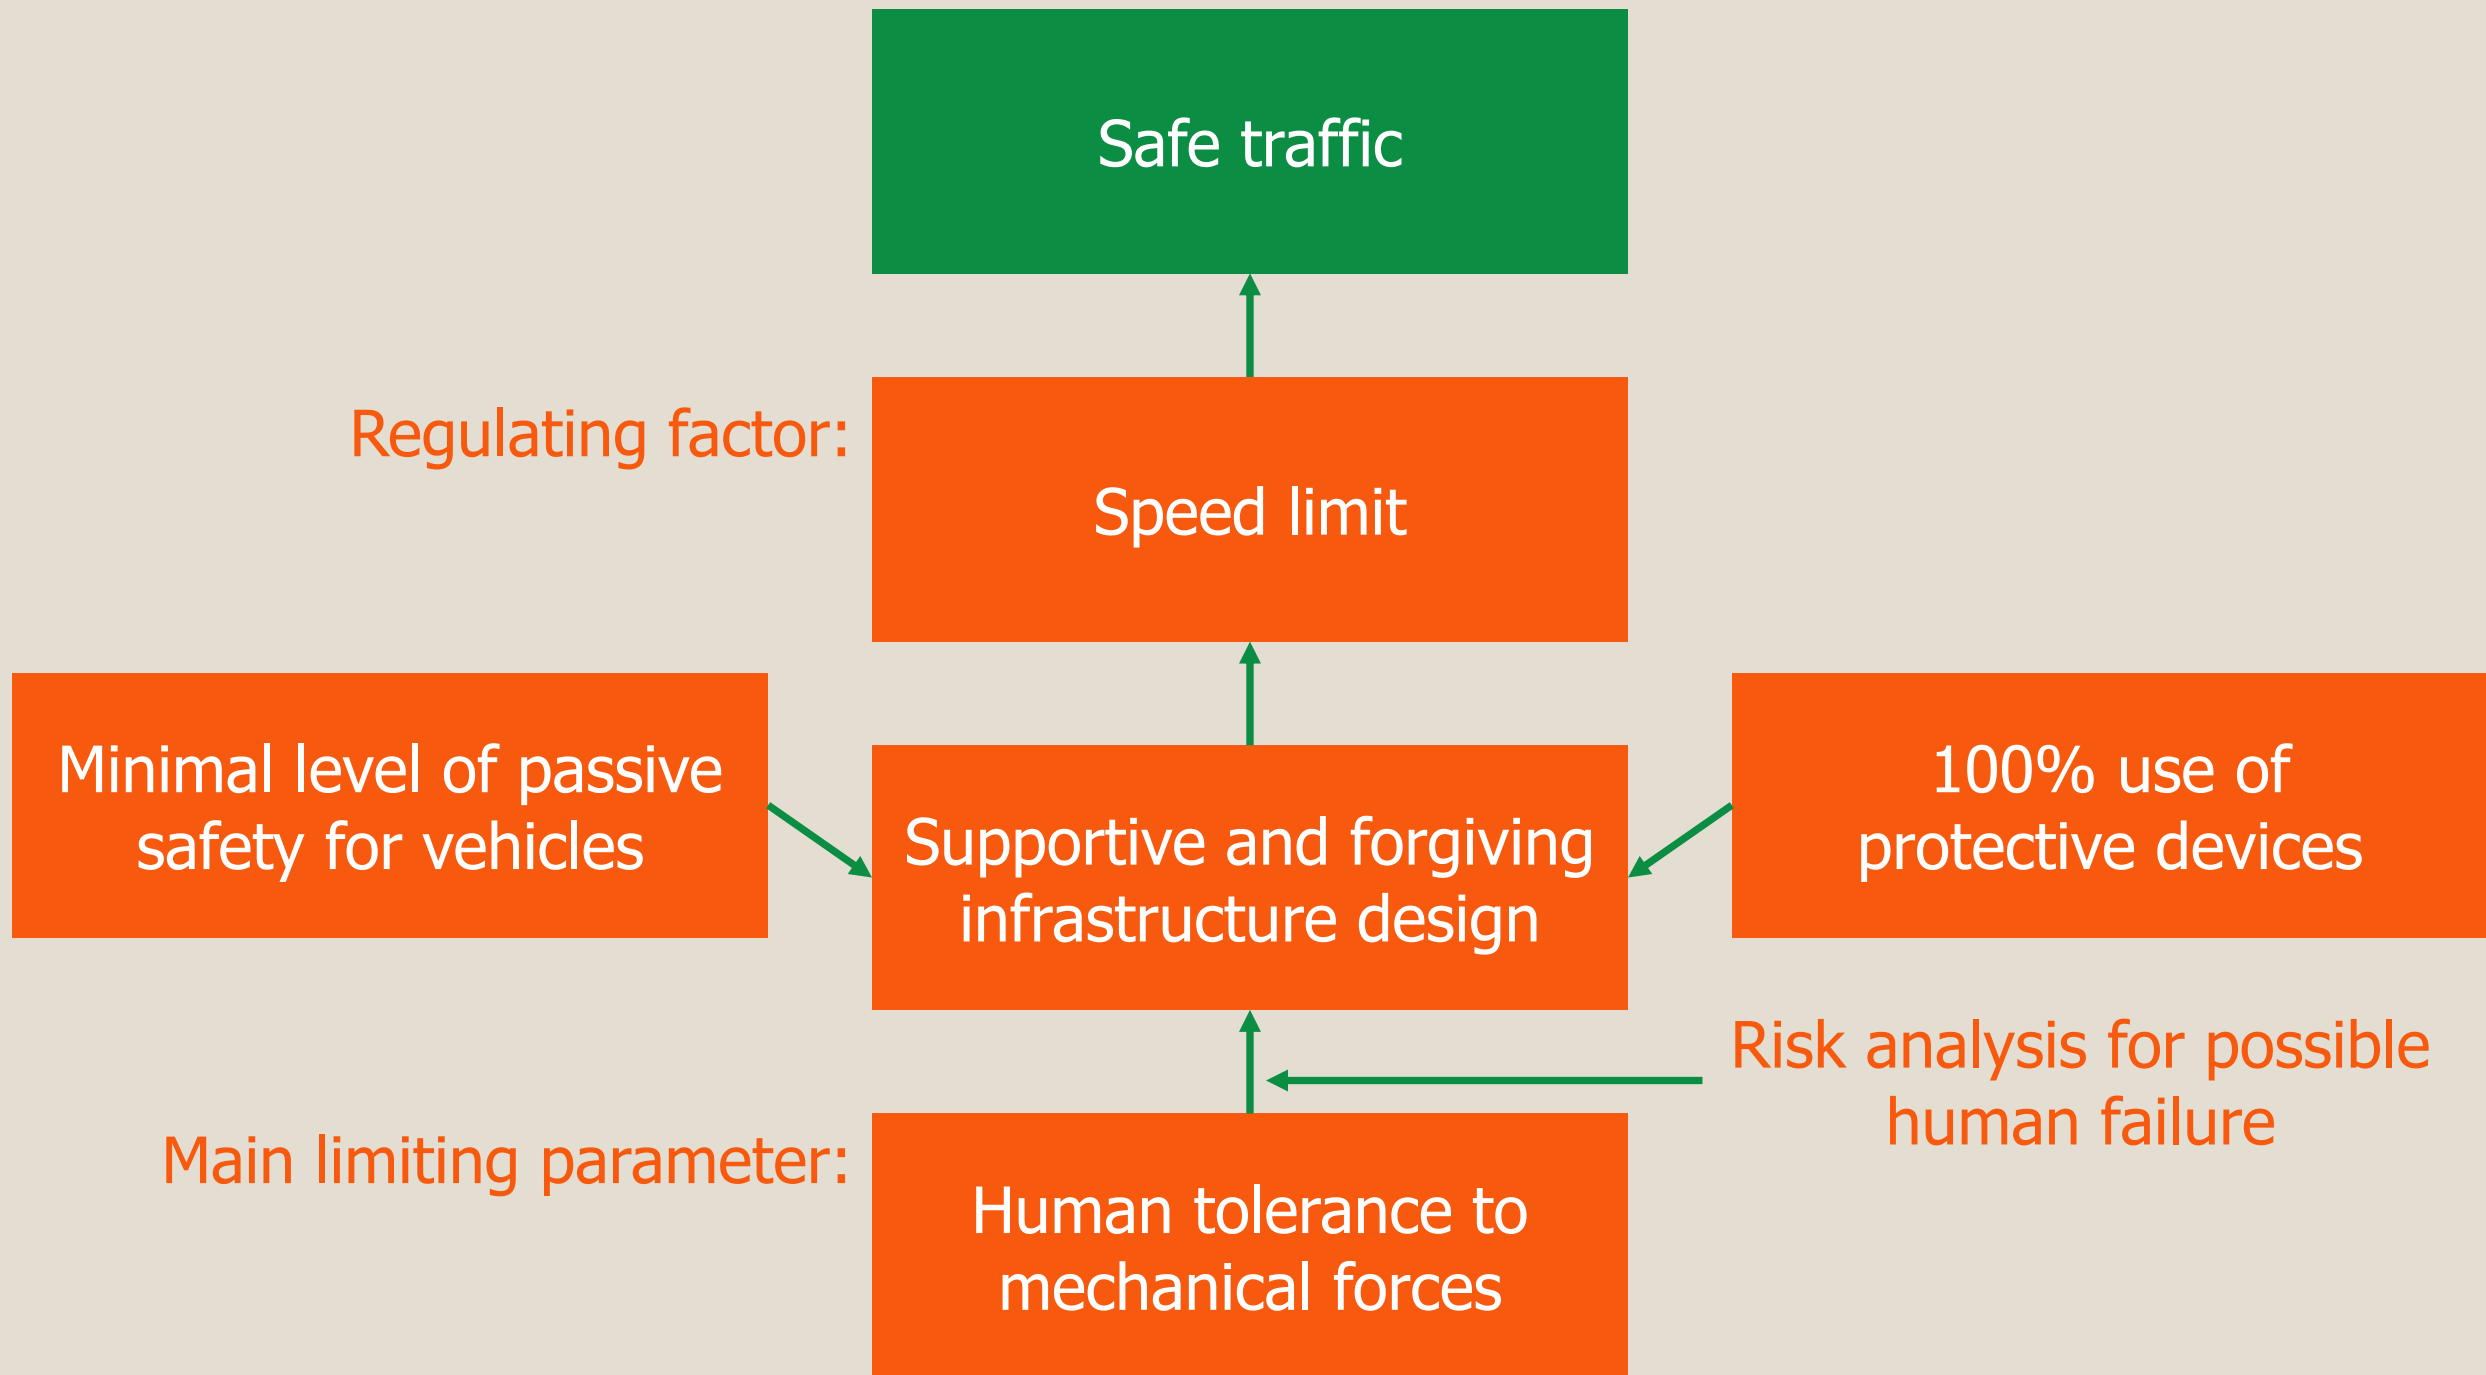 Safe traffic
Regulating factor:
Speed limit
Minimal level of passive
safety for vehicles
Supportive and forgiving
infrastructure design
100% use of
protective devices
Risk analysis for possible
human failure
Main limiting parameter:
Human tolerance to
mechanical forces